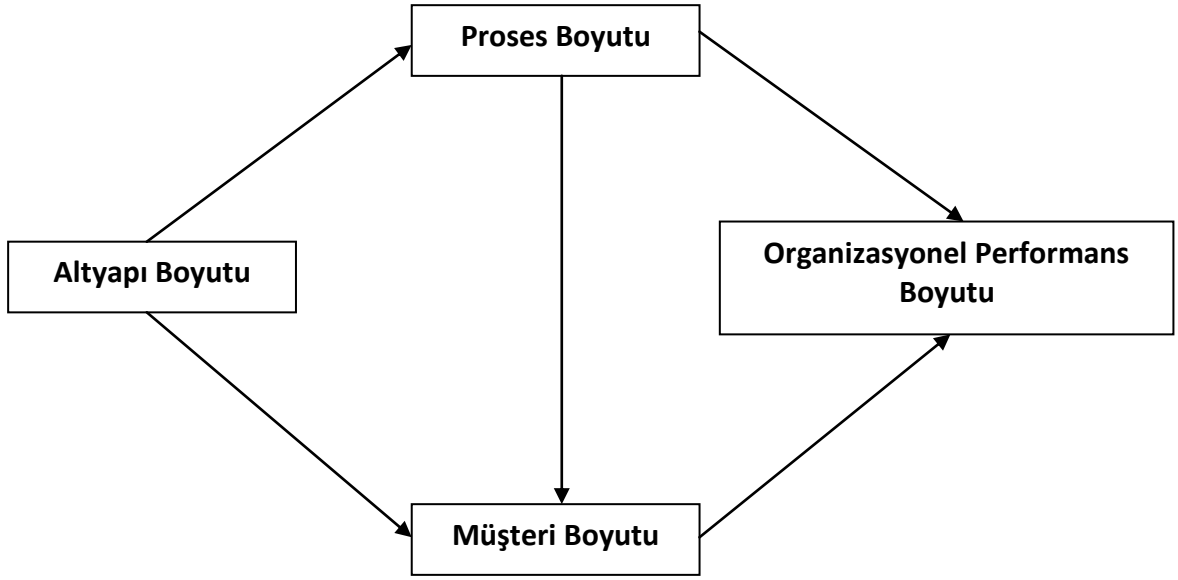 Proses Boyutu
Altyapı Boyutu
Organizasyonel Performans
Boyutu
Müşteri Boyutu